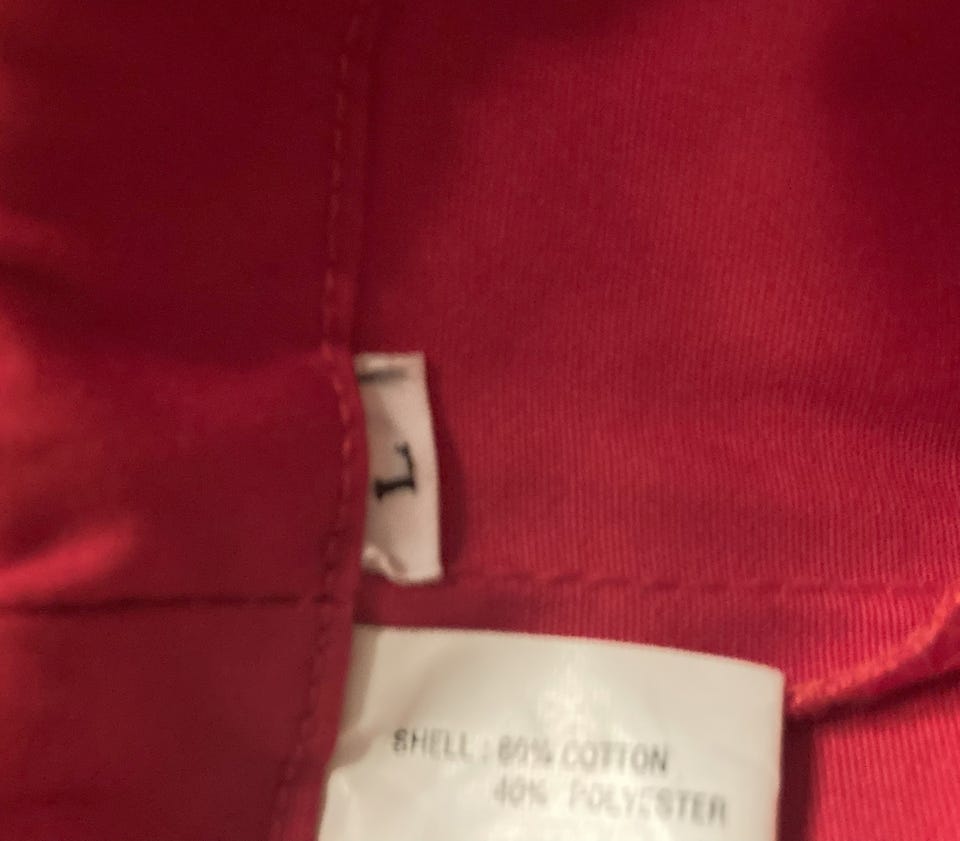 L
SHELL : 60% COTTON
40% POLYESTER